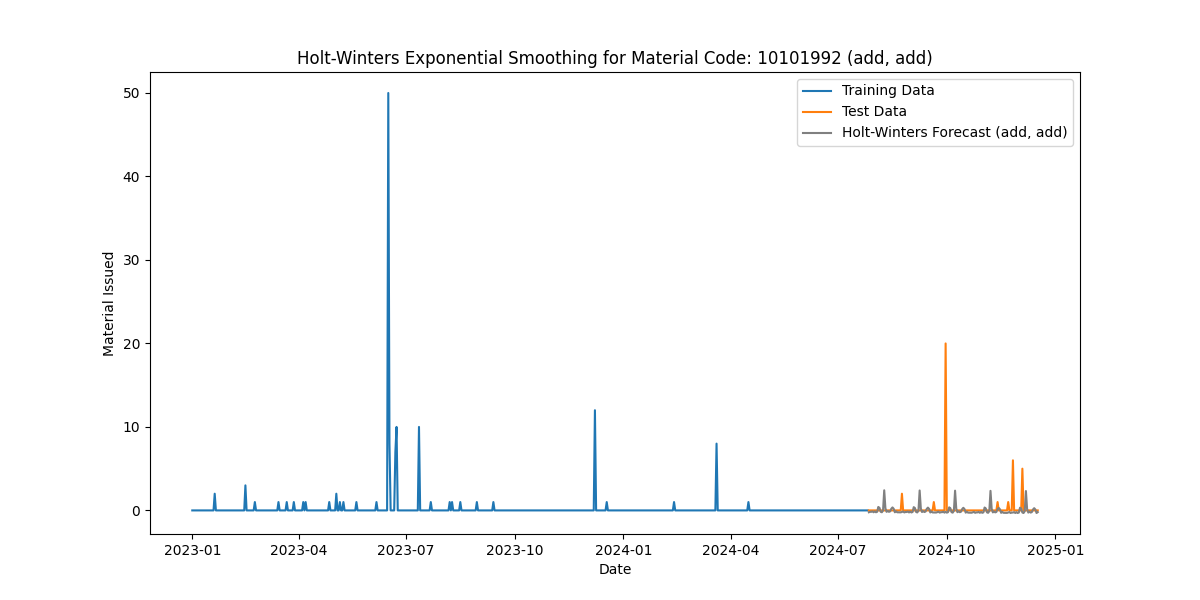 Holt-Winters Exponential Smoothing for Material Code: 10101992 (add, add)
Training Data
Test Data
Holt-Winters Forecast (add, add)
Material Issued
50
40
30
20
10
0
2023-01
2023-04
2023-07
2023-10
2024-01
2024-04
2024-07
2024-10
2025-01
Date